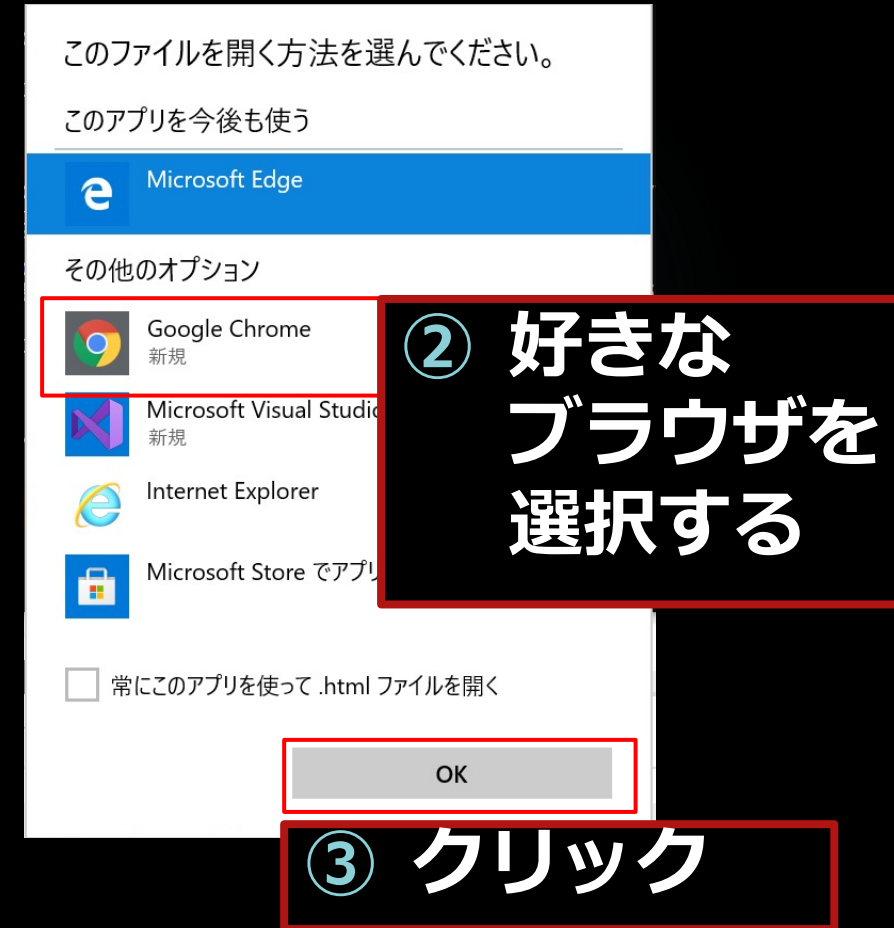 このファイルを開く方法を選んでください。
このアプリを今後も使う
Microsoft Edge
その他のオプション
Google Chrome
新規
Microsoft Visual Studio
新規
Internet Explorer
Microsoft Store でアプリ
常にこのアプリを使って .html ファイルを開く
OK
② 好きな
ブラウザを
選択する
③ クリック